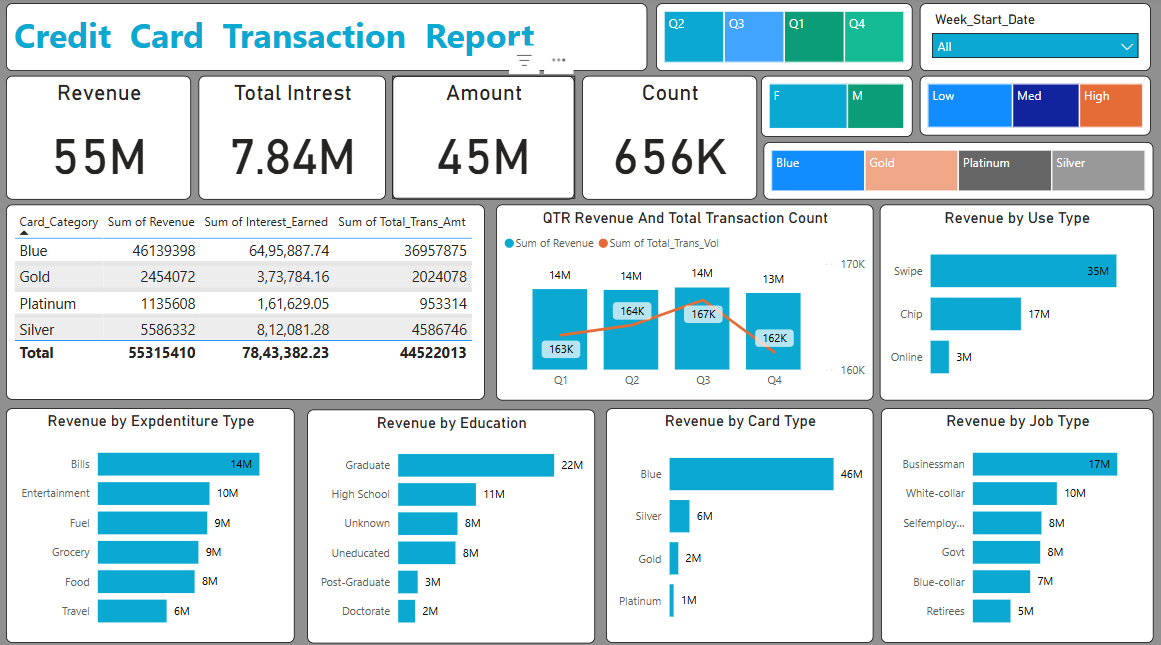 Credit Card Transaction Report
Q2 Q3 Q1 Q4
Week_Start_Date
All
Revenue
55M
Total Intrest
7.84M
Amount
45M
Count
656K
F M
Low Med High
Blue Gold Platinum Silver
Card_Category Sum of Revenue Sum of Interest_Earned Sum of Total_Trans_Amt
Blue 46139398 64,95,887.74 36957875
Gold 2454072 3,73,784.16 2024078
Platinum 1135608 1,61,629.05 953314
Silver 5586332 8,12,081.28 4586746
Total 55315410 78,43,382.23 44522013
QTR Revenue And Total Transaction Count
Sum of Revenue Sum of Total_Trans_Vol
14M 14M 14M 13M
170K
163K 164K 167K 162K
160K
Q1 Q2 Q3 Q4
Revenue by Use Type
Swipe 35M
Chip 17M
Online 3M
Revenue by Expdentiture Type
Bills 14M
Entertainment 10M
Fuel 9M
Grocery 9M
Food 8M
Travel 6M
Revenue by Education
Graduate 22M
High School 11M
Unknown 8M
Uneducated 8M
Post-Graduate 3M
Doctorate 2M
Revenue by Card Type
Blue 46M
Silver 6M
Gold 2M
Platinum 1M
Revenue by Job Type
Businessman 17M
White-collar 10M
Selfemploy... 8M
Govt 8M
Blue-collar 7M
Retirees 5M